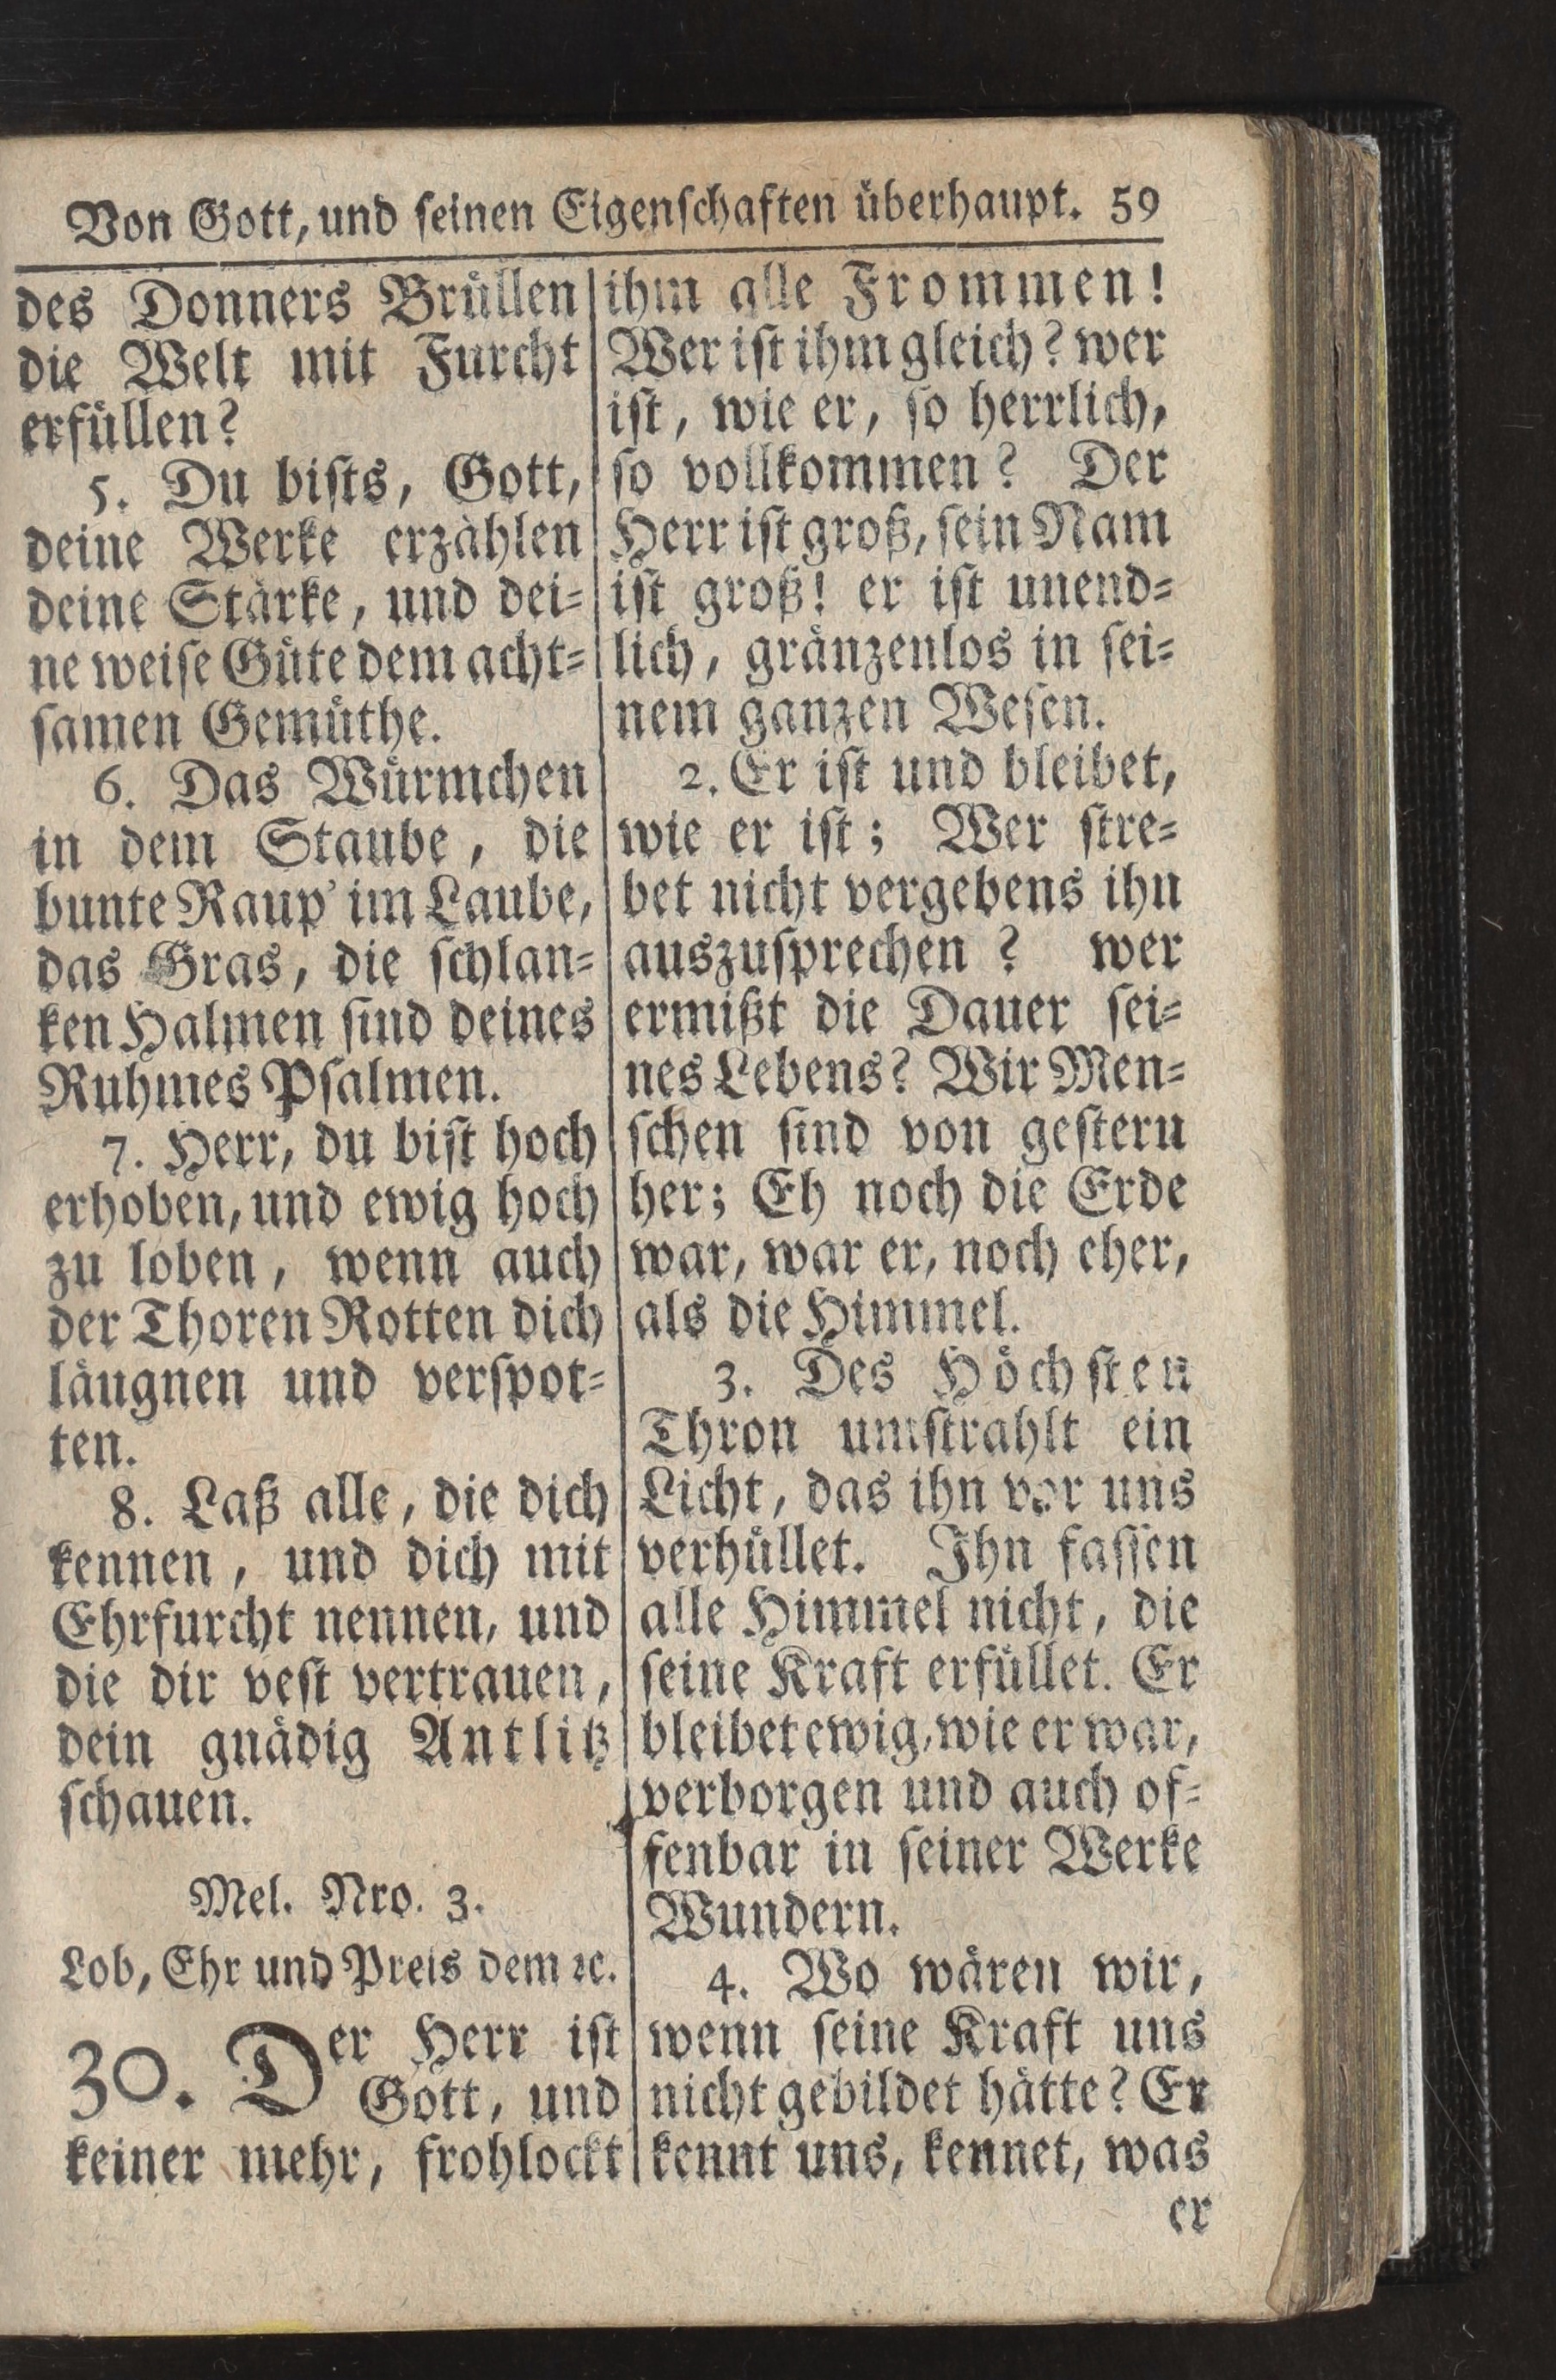 Von Gott, und seinen Eigenschaften überhaupt. 59
des Donners Brüllen
die Welt mit Furcht
erfüllen?
5. Du bists, Gott,
deine Werke erzählen
deine Stärke, und dei=
ne weise Güte dem acht=
samen Gemüthe.
6. Das Würmchen
in dem Staube, die
bunte Raup' im Laube,
das Gras, die schlan=
ken Halmen sind deines
Ruhmes Psalmen.
7. Herr, du bist hoch
erhoben, und ewig hoch
zu loben, wenn auch
der Thoren Rotten dich
läugnen und verspot=
ten.
8. Laß alle, die dich
kennen, und dich mit
Ehrfurcht nennen, und
die dir vest vertrauen,
dein gnädig Antlitz
schauen.
Mel. Nro. 3.
Lob, Ehr und Preis dem ꝛc.
30. Der Herr ist
Gott, und
keiner mehr, frohlockt
ihm alle Frommen!
Wer ist ihm gleich? wer
ist, wie er, so herrlich,
so vollkommen? Der
Herr ist groß, sein Nam
ist groß! er ist unend=
lich, gränzenlos in sei=
nem ganzen Wesen.
2. Er ist und bleibet,
wie er ist; Wer stre=
bet nicht vergebens ihn
auszusprechen? wer
ermißt die Dauer sei=
nes Lebens? Wir Men=
schen sind von gestern
her; Eh noch die Erde
war, war er, noch eher,
als die Himmel.
3. Des Höchsten
Thron umstrahlt ein
Licht, das ihn vor uns
verhüllet. Ihn fassen
alle Himmel nicht, die
seine Kraft erfüllet. Er
bleibet ewig, wie er war,
verborgen und auch of=
fenbar in seiner Werke
Wundern.
4. Wo wären wir,
wenn seine Kraft uns
nicht gebildet hätte? Er
kennt uns, kennet, was
er